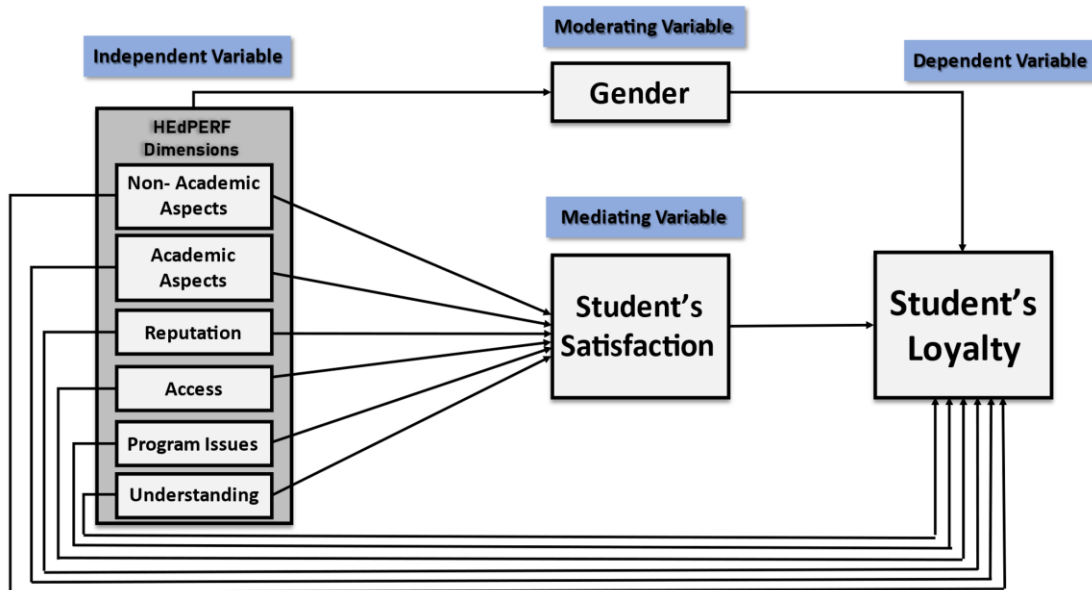 Moderating Variable
Independent Variable
Dependent Variable
Gender
HEdPERF
Dimensions
Non- Academic
Aspects
Academic
Aspects
Reputation
Access
Program Issues
Understanding
Mediating Variable
Student's
Satisfaction
Student's
Loyalty